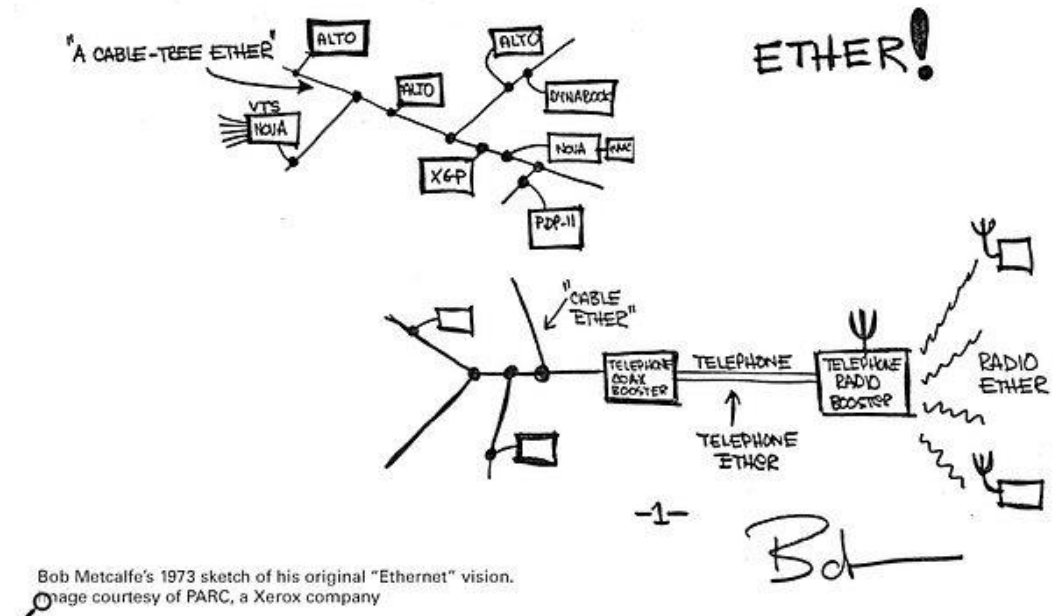 "A CABLE-TREE ETHER"
ALTO
ALTO
ALTO
DYNABOOK
ETHER!
VTS
NOVA
XGP
NOVA
PDP-11
"CABLE
ETHER"
TELEPHONE
COAX
BOOSTER
TELEPHONE
TELEPHONE
ETHER
TELEPHONE
RADIO
BOOSTER
RADIO
ETHER
-1-
Bob
Bob Metcalfe's 1973 sketch of his original "Ethernet" vision.
Image courtesy of PARC, a Xerox company